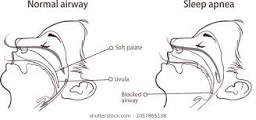 Normal airway
Sleep apnea
Soft palate
Uvula
Blocked
airway
shutterstock.com · 1057865138